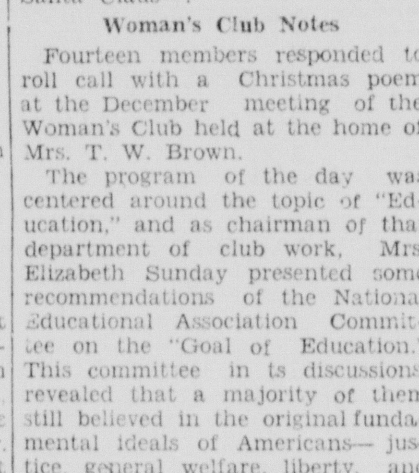 Woman's Club Notes
Fourteen members responded to
roll call with a Christmas poem
at the December meeting of the
Woman's Club held at the home of
Mrs. T. W. Brown.
The program of the day was
centered around the topic of "Ed-
ucation," and as chairman of tha
department of club work, Mrs
Elizabeth Sunday presented some
recommendations of the Nationa
Educational Association Commit-
tee on the "Goal of Education."
This committee in ts discussions
revealed that a majority of them
still believed in the original funda-
mental ideals of Americans— jus-
tice, general welfare, liberty, an